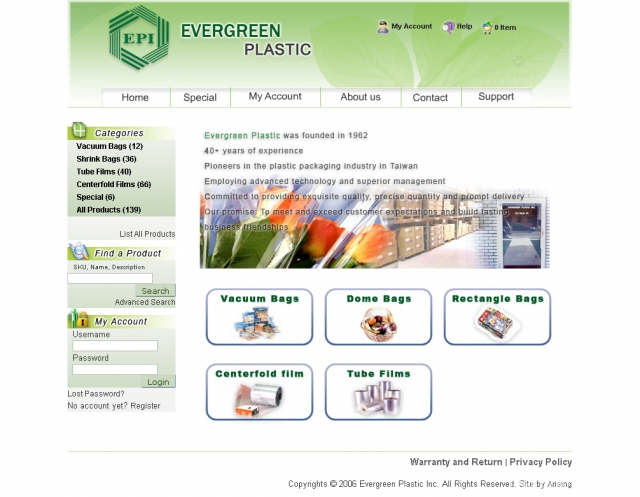 EPI
EVERGREEN
PLASTIC
My Account Help 0 Item
Home Special My Account About us Contact Support
Categories
Vacuum Bags (12)
Shrink Bags (36)
Tube Films (40)
Centerfold Films (66)
Special (6)
All Products (139)
List All Products
Find a Product
SKU, Name, Description
Search
Advanced Search
My Account
Username
Password
Login
Lost Password?
No account yet? Register
Evergreen Plastic was founded in 1962
40+ years of experience
Pioneers in the plastic packaging industry in Taiwan
Employing advanced technology and superior management
Committed to providing exquisite quality, precise quantity and prompt delivery
Our promise: To meet and exceed customer expectations and build lasting
business friendships
Vacuum Bags
Dome Bags
Rectangle Bags
Centerfold film
Tube Films
Warranty and Return | Privacy Policy
Copyrights © 2006 Evergreen Plastic Inc. All Rights Reserved. Site by Arising